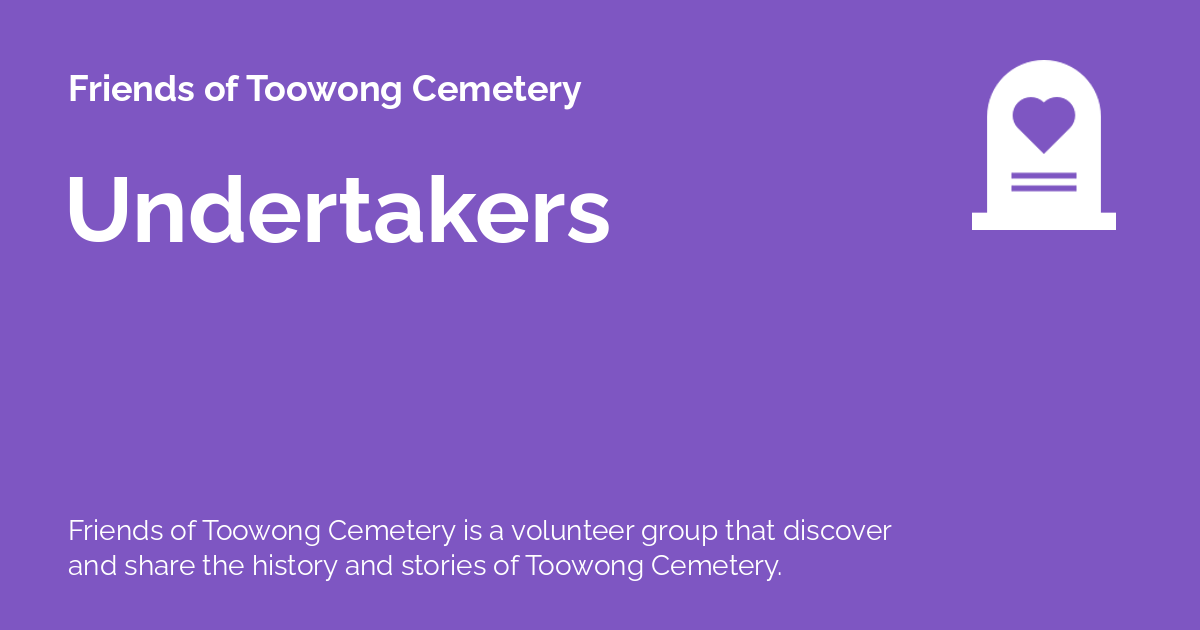 Friends of Toowong Cemetery
Undertakers
Friends of Toowong Cemetery is a volunteer group that discover
and share the history and stories of Toowong Cemetery.